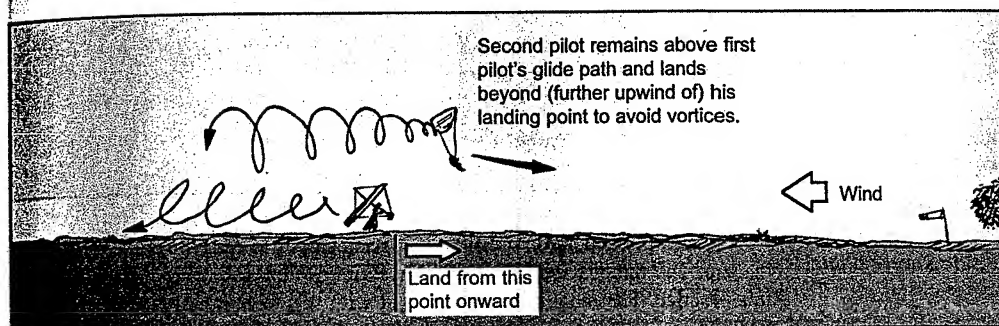 Second pilot remains above first
pilot's glide path and lands
beyond (further upwind of) his
landing point to avoid vortices.
Wind
Land from this
point onward